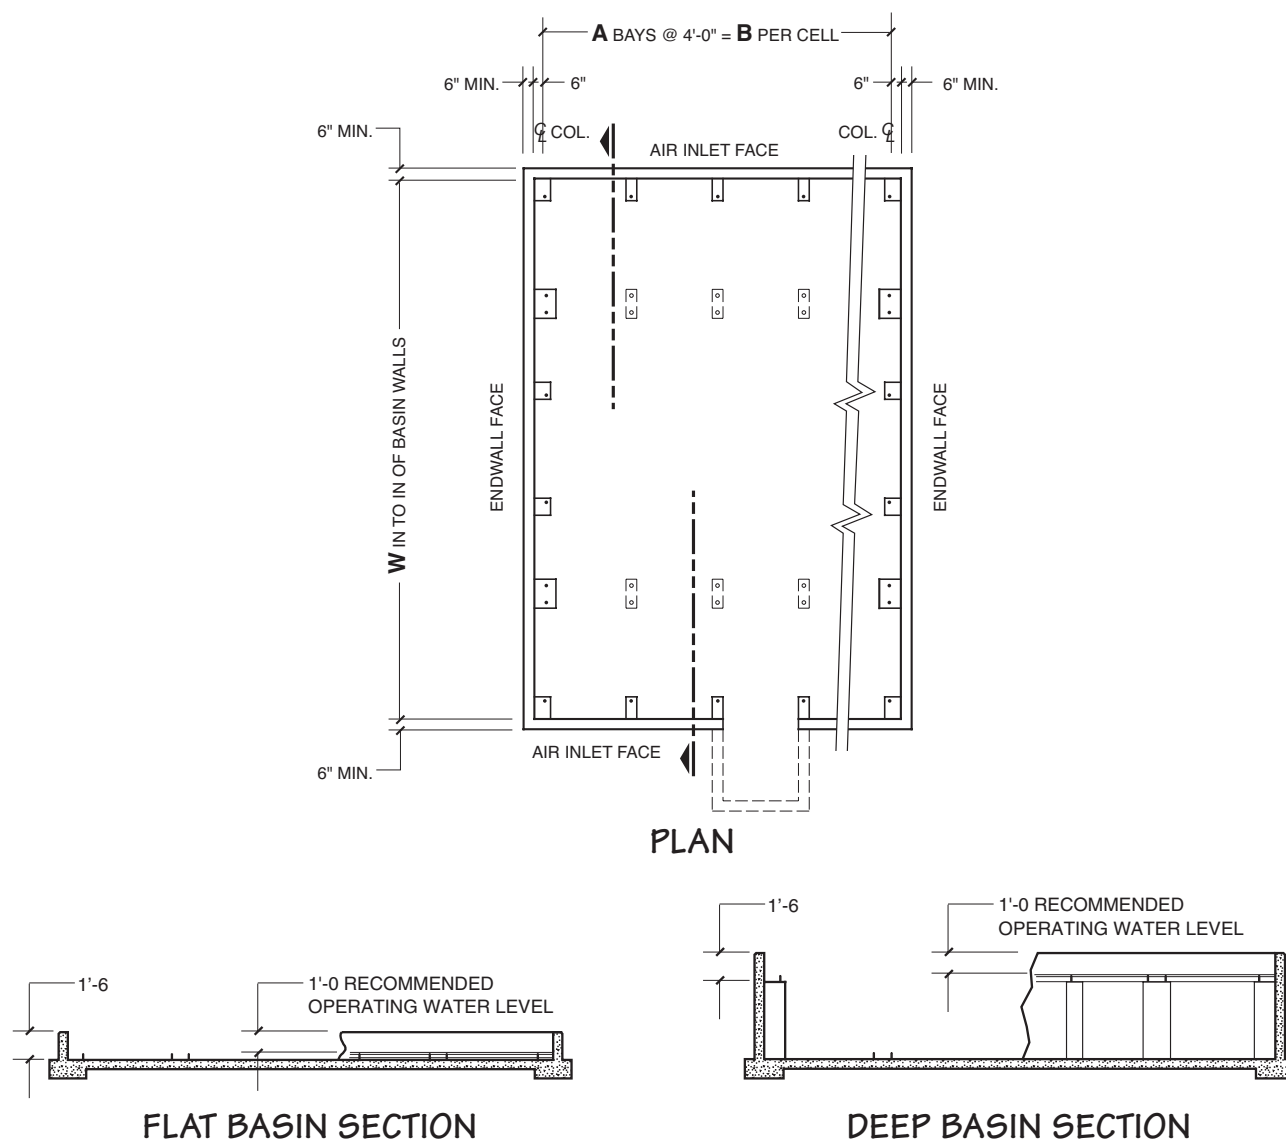 A BAYS @ 4'-0" = B PER CELL
6" MIN.
6"
6"
6" MIN.
6" MIN.
℄ COL.
AIR INLET FACE
COL. ℄
W IN TO IN OF BASIN WALLS
ENDWALL FACE
ENDWALL FACE
AIR INLET FACE
6" MIN.
PLAN
1'-6
1'-0 RECOMMENDED
OPERATING WATER LEVEL
FLAT BASIN SECTION
1'-6
1'-0 RECOMMENDED
OPERATING WATER LEVEL
DEEP BASIN SECTION